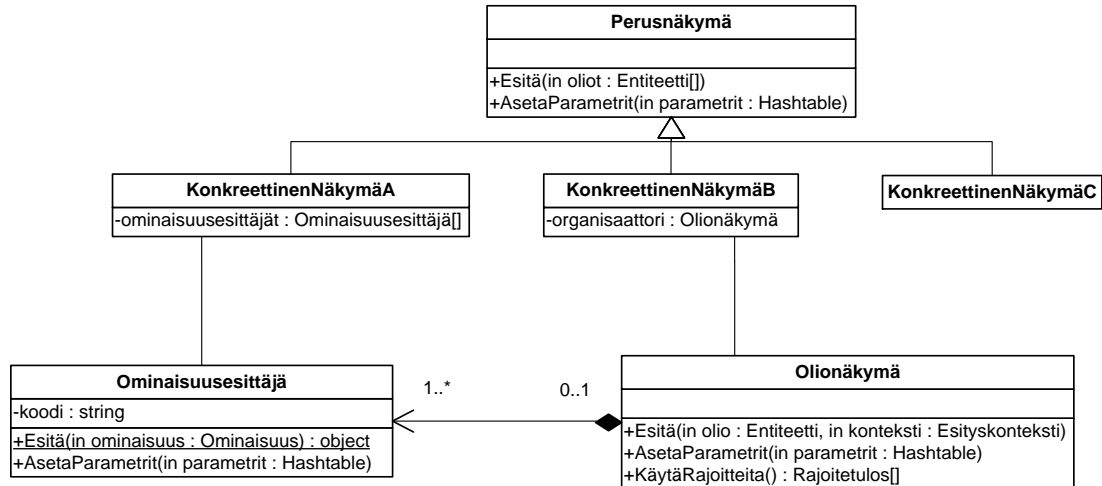 Perusnäkymä
+Esitä(in oliot : Entiteetti[])
+AsetaParametrit(in parametrit : Hashtable)
KonkreettinenNäkymäA
-ominaisuusesittäjät : Ominaisuusesittäjä[]
KonkreettinenNäkymäB
-organisaattori : Olionäkymä
KonkreettinenNäkymäC
Ominaisuusesittäjä
-koodi : string
+Esitä(in ominaisuus : Ominaisuus) : object
+AsetaParametrit(in parametrit : Hashtable)
1..*
0..1
Olionäkymä
+Esitä(in olio : Entiteetti, in konteksti : Esityskonteksti)
+AsetaParametrit(in parametrit : Hashtable)
+KäytäRajoitteita() : Rajoitetulos[]